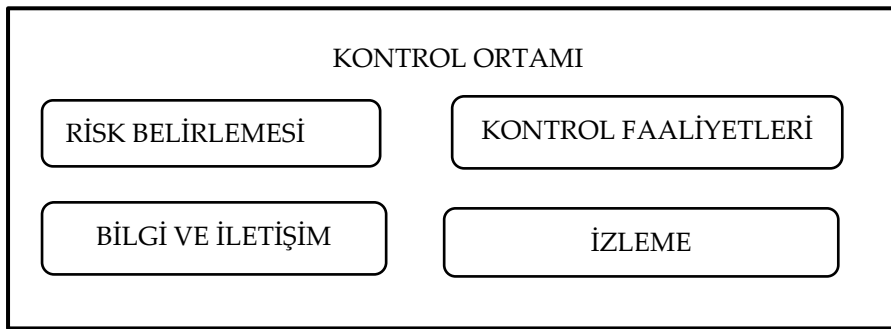 KONTROL ORTAMI
RİSK BELİRLEMESİ
KONTROL FAALİYETLERİ
BİLGİ VE İLETİŞİM
İZLEME